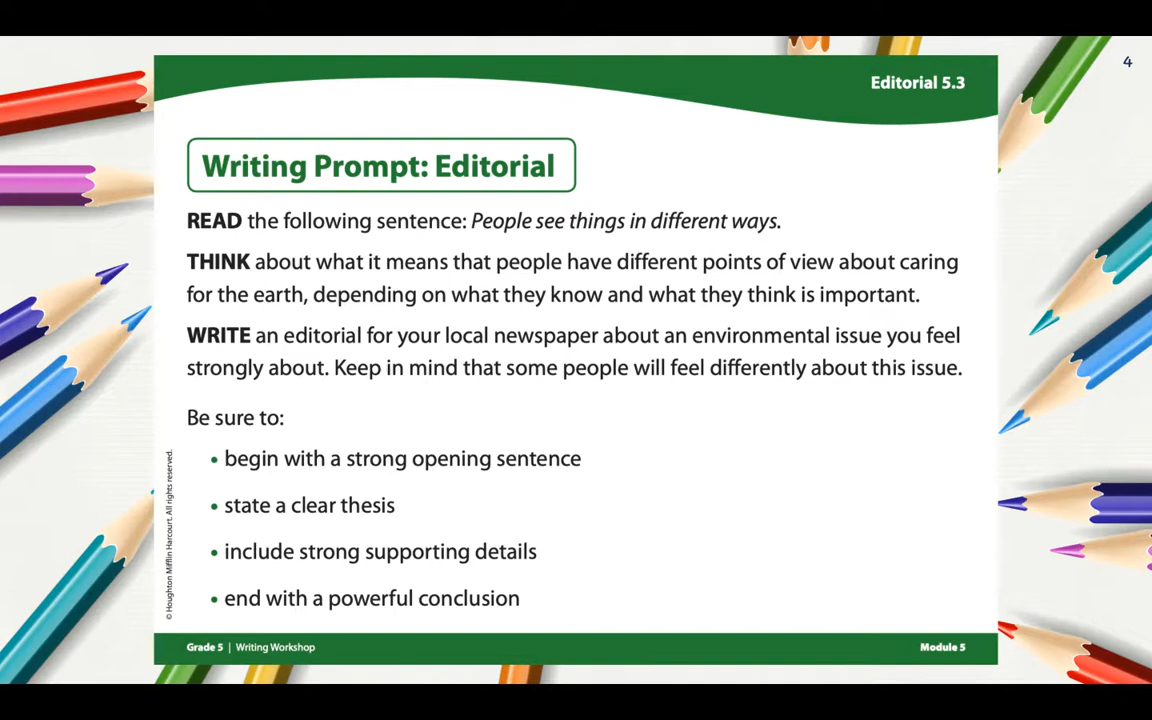 4
Editorial 5.3
Writing Prompt: Editorial
READ the following sentence: People see things in different ways.
THINK about what it means that people have different points of view about caring
for the earth, depending on what they know and what they think is important.
WRITE an editorial for your local newspaper about an environmental issue you feel
strongly about. Keep in mind that some people will feel differently about this issue.
Be sure to:
• begin with a strong opening sentence
• state a clear thesis
• include strong supporting details
• end with a powerful conclusion
© Houghton Mifflin Harcourt. All rights reserved.
Grade 5 | Writing Workshop
Module 5